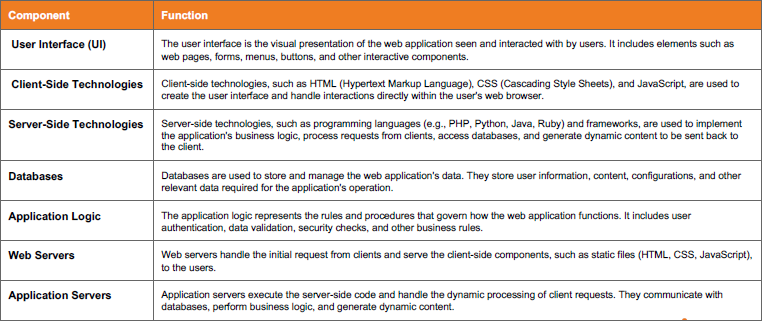 Component
Function
User Interface (UI)
The user interface is the visual presentation of the web application seen and interacted with by users. It includes elements such as
web pages, forms, menus, buttons, and other interactive components.
Client-Side Technologies
Client-side technologies, such as HTML (Hypertext Markup Language), CSS (Cascading Style Sheets), and JavaScript, are used to
create the user interface and handle interactions directly within the user's web browser.
Server-Side Technologies
Server-side technologies, such as programming languages (e.g., PHP, Python, Java, Ruby) and frameworks, are used to implement
the application's business logic, process requests from clients, access databases, and generate dynamic content to be sent back to
the client.
Databases
Databases are used to store and manage the web application's data. They store user information, content, configurations, and other
relevant data required for the application's operation.
Application Logic
The application logic represents the rules and procedures that govern how the web application functions. It includes user
authentication, data validation, security checks, and other business rules.
Web Servers
Web servers handle the initial request from clients and serve the client-side components, such as static files (HTML, CSS, JavaScript),
to the users.
Application Servers
Application servers execute the server-side code and handle the dynamic processing of client requests. They communicate with
databases, perform business logic, and generate dynamic content.